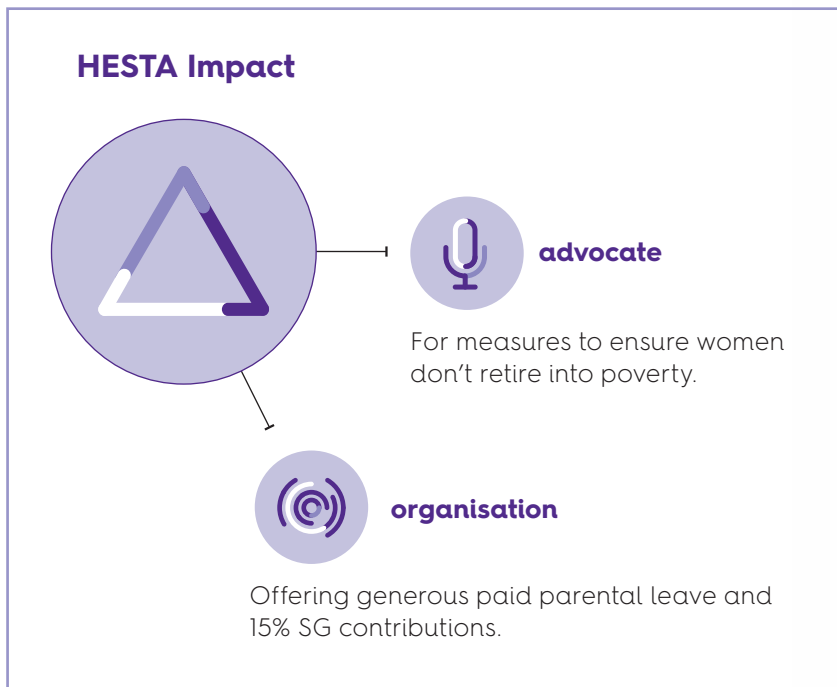 HESTA Impact
advocate
For measures to ensure women
don’t retire into poverty.
organisation
Offering generous paid parental leave and
15% SG contributions.